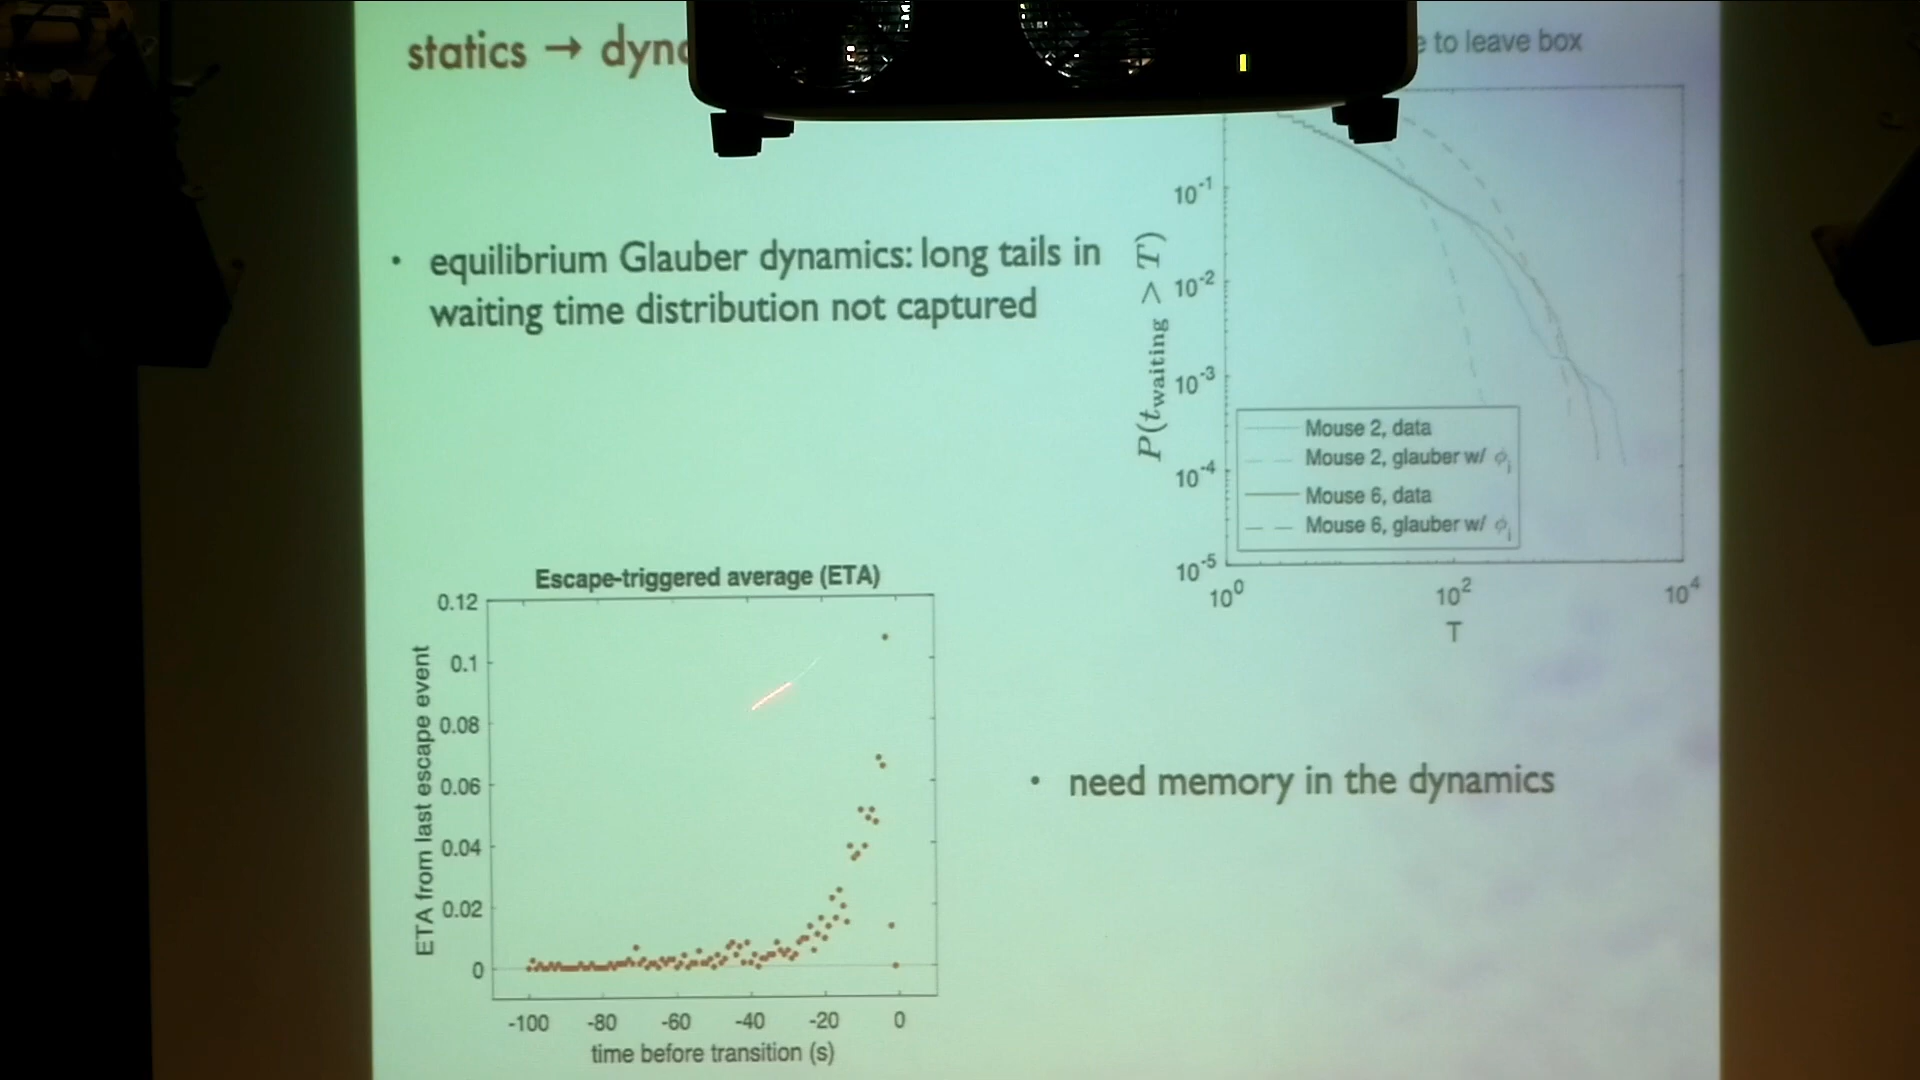 statics →
to leave box
• equilibrium Glauber dynamics: long tails in
waiting time distribution not captured
10-1
10-2
10-3
10-4
10-5
P(twaiting > T)
Mouse 2, data
Mouse 2, glauber w/ ϕi
Mouse 6, data
Mouse 6, glauber w/ ϕi
100
102
104
T
Escape-triggered average (ETA)
0.12
0.1
0.08
0.06
0.04
0.02
0
ETA from last escape event
-100 -80 -60 -40 -20 0
time before transition (s)
• need memory in the dynamics